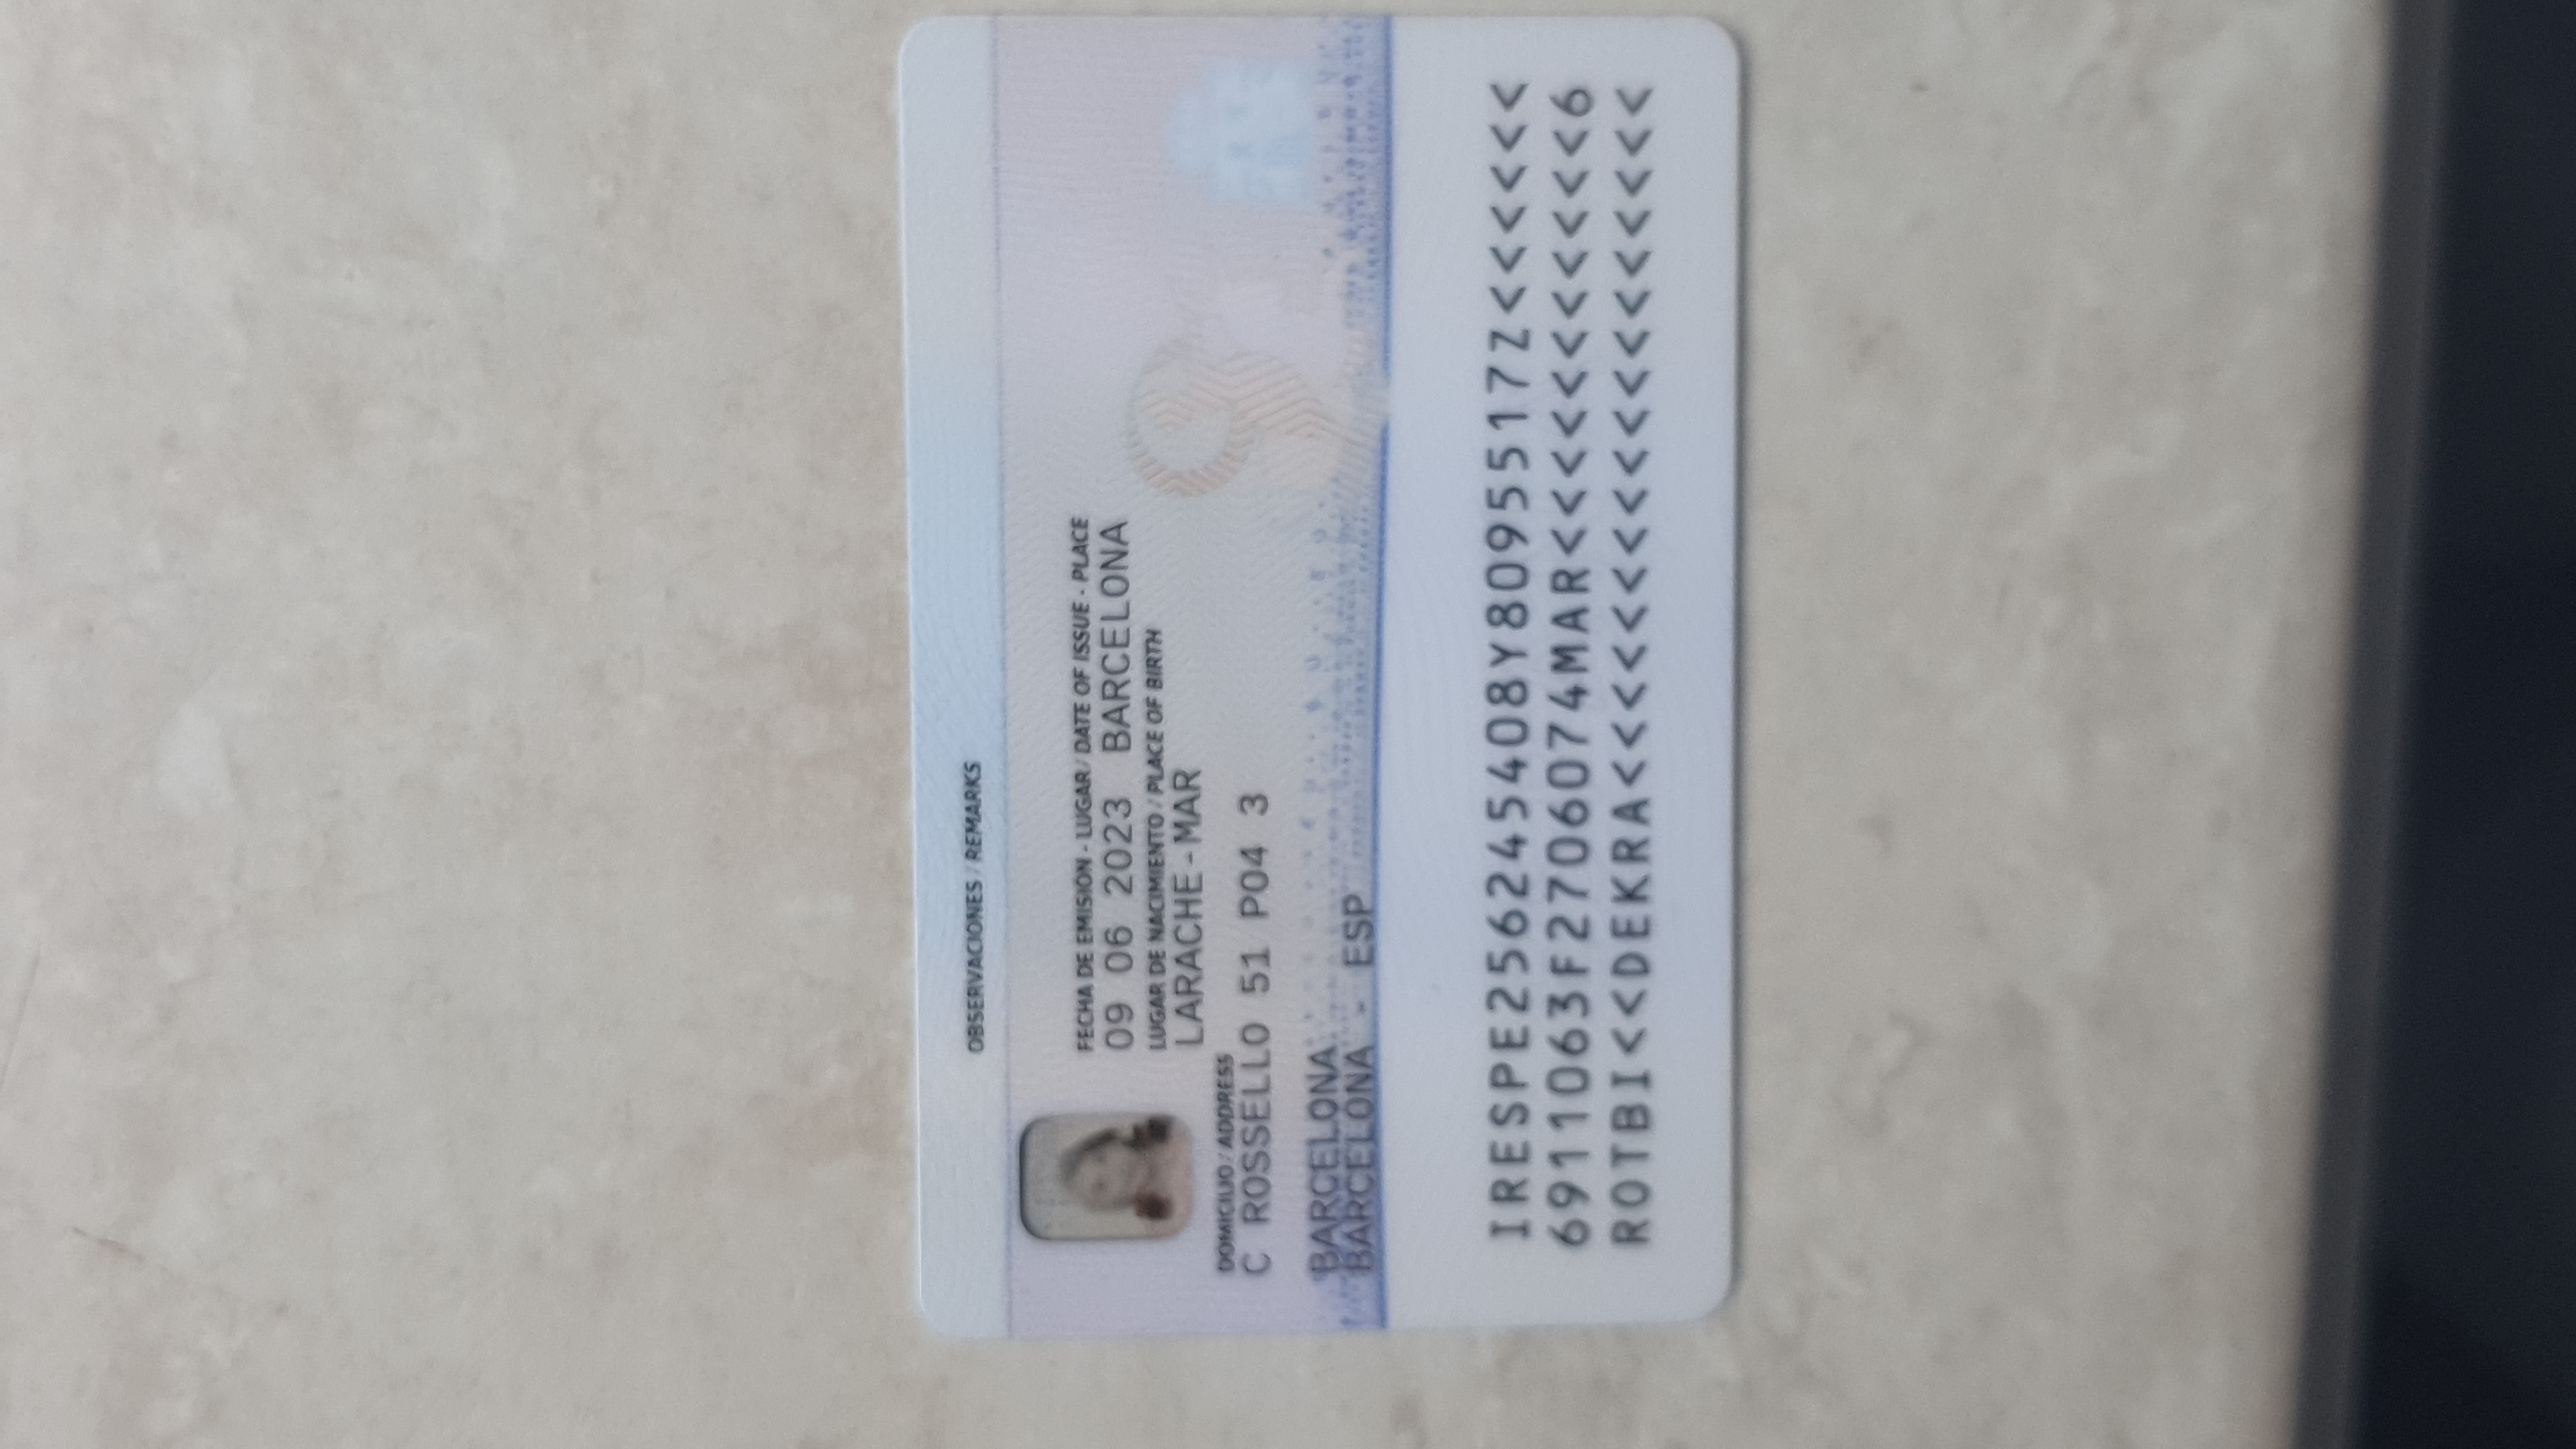 OBSERVACIONES / REMARKS
FECHA DE EMISIÓN - LUGAR / DATE OF ISSUE - PLACE
09 06 2023 BARCELONA
LUGAR DE NACIMIENTO / PLACE OF BIRTH
LARACHE-MAR
DOMICILIO / ADDRESS
C ROSSELLO 51 P04 3
BARCELONA
BARCELONA - ESP
IRESPE256245408Y8095517Z<<<<<<
6911063F2706074MAR<<<<<<<<<<<6
ROTBI<<DEKRA<<<<<<<<<<<<<<<<<<